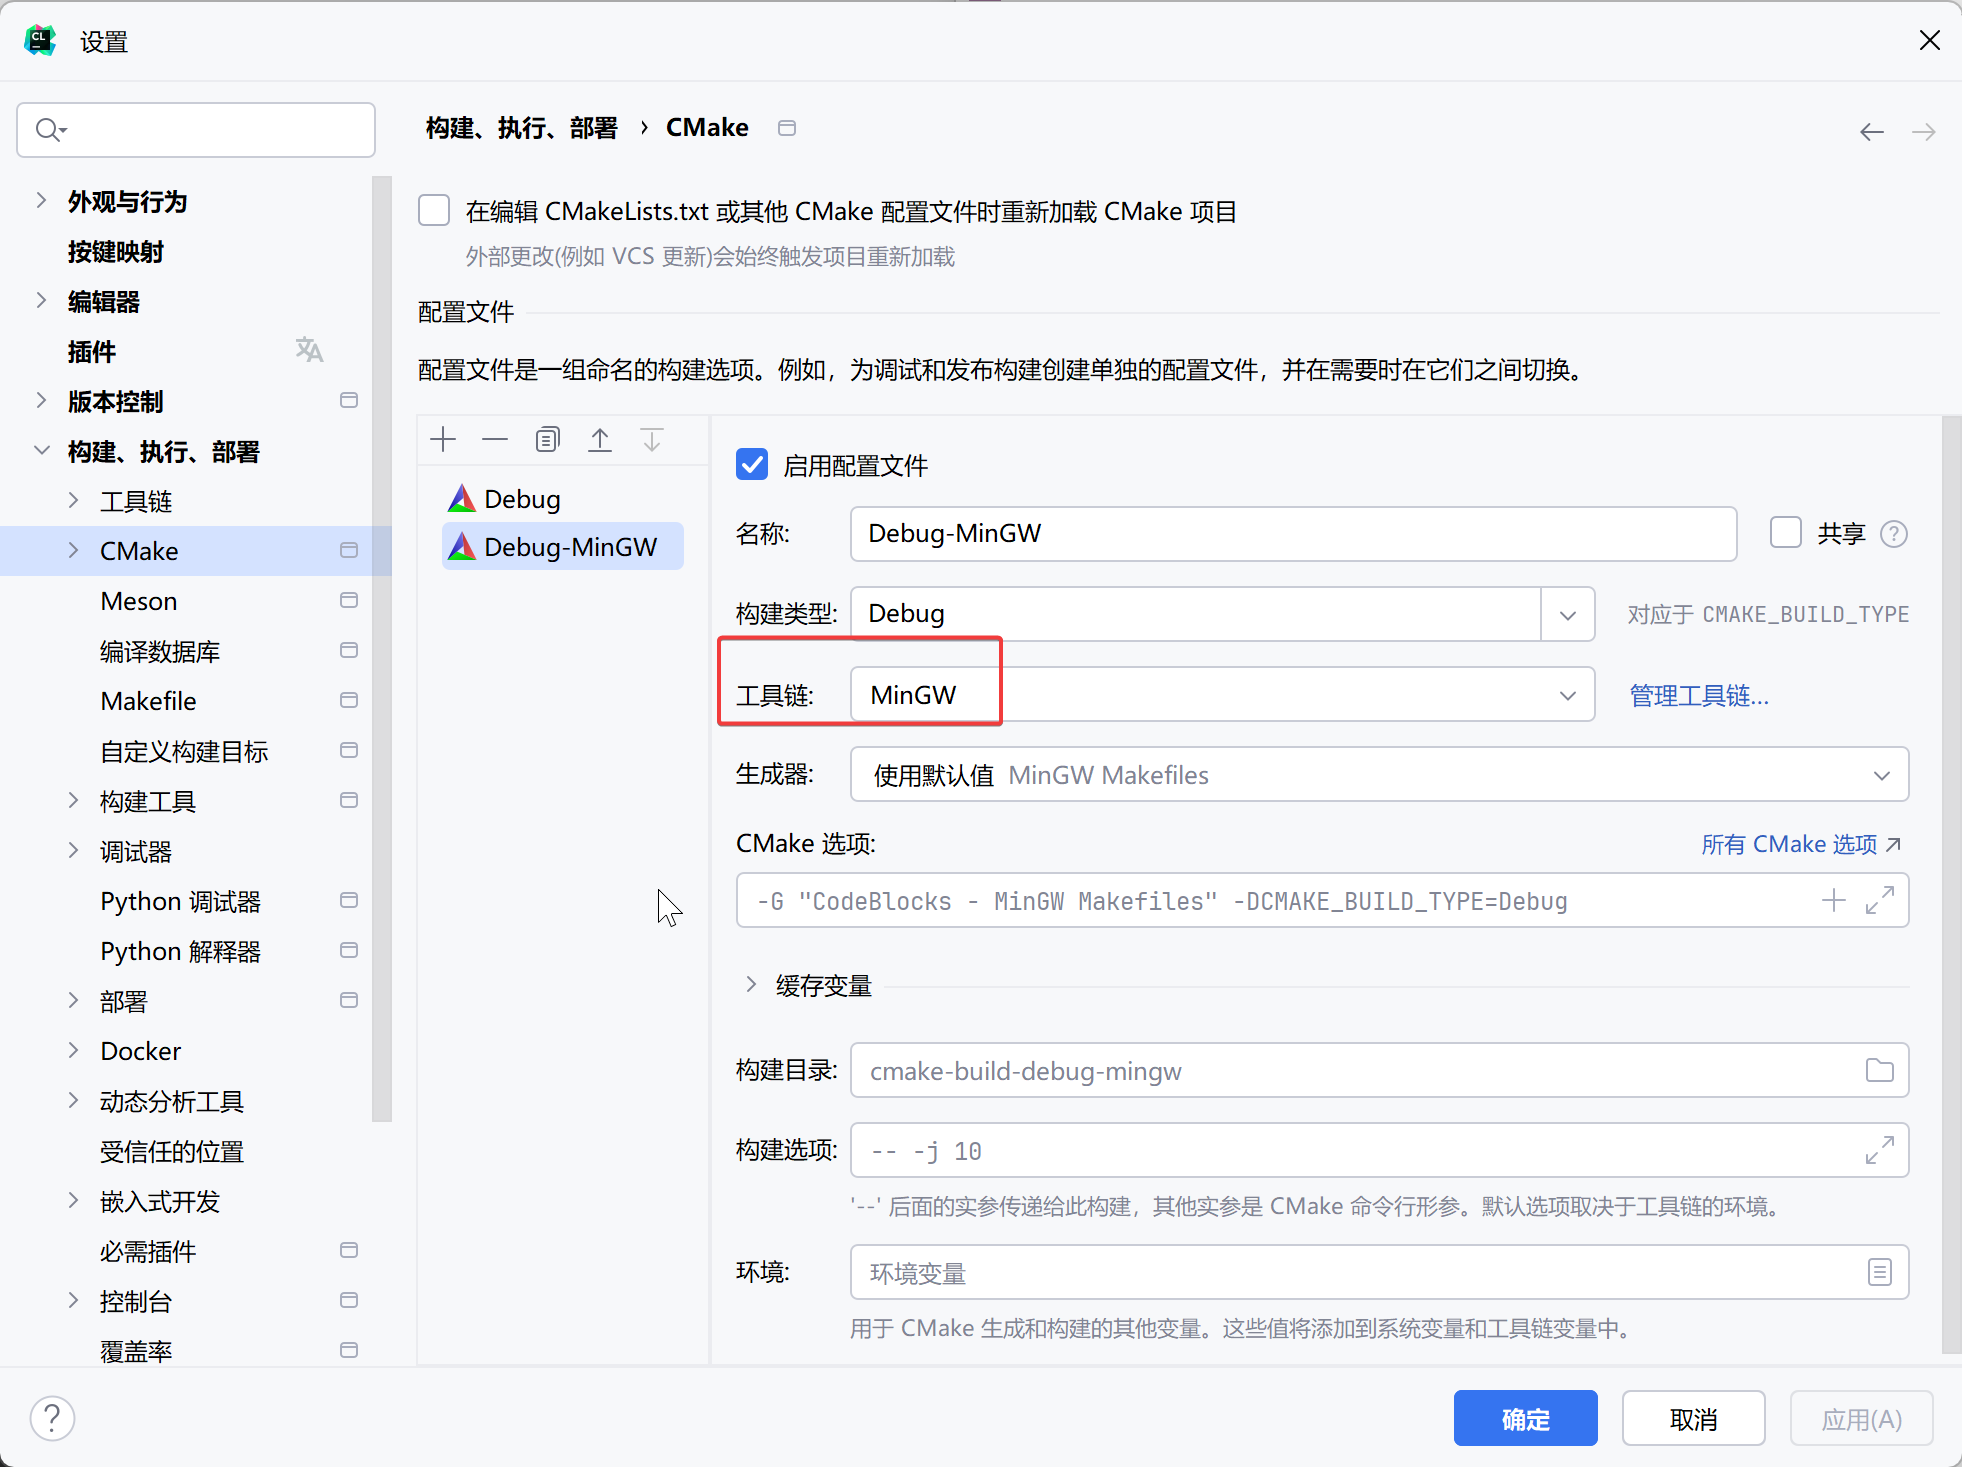 CL
设置
构建、执行、部署 › CMake
外观与行为
按键映射
编辑器
插件
版本控制
构建、执行、部署
工具链
CMake
Meson
编译数据库
Makefile
自定义构建目标
构建工具
调试器
Python 调试器
Python 解释器
部署
Docker
动态分析工具
受信任的位置
嵌入式开发
必需插件
控制台
覆盖率
在编辑 CMakeLists.txt 或其他 CMake 配置文件时重新加载 CMake 项目
外部更改(例如 VCS 更新)会始终触发项目重新加载
配置文件
配置文件是一组命名的构建选项。例如，为调试和发布构建创建单独的配置文件，并在需要时在它们之间切换。
Debug
Debug-MinGW
启用配置文件
名称: Debug-MinGW 共享 ?
构建类型: Debug 对应于 CMAKE_BUILD_TYPE
工具链: MinGW 管理工具链...
生成器: 使用默认值 MinGW Makefiles
CMake 选项: 所有 CMake 选项
-G "CodeBlocks - MinGW Makefiles" -DCMAKE_BUILD_TYPE=Debug
缓存变量
构建目录: cmake-build-debug-mingw
构建选项: -- -j 10
'--' 后面的实参传递给此构建，其他实参是 CMake 命令行形参。默认选项取决于工具链的环境。
环境: 环境变量
用于 CMake 生成和构建的其他变量。这些值将添加到系统变量和工具链变量中。
? 确定 取消 应用(A)